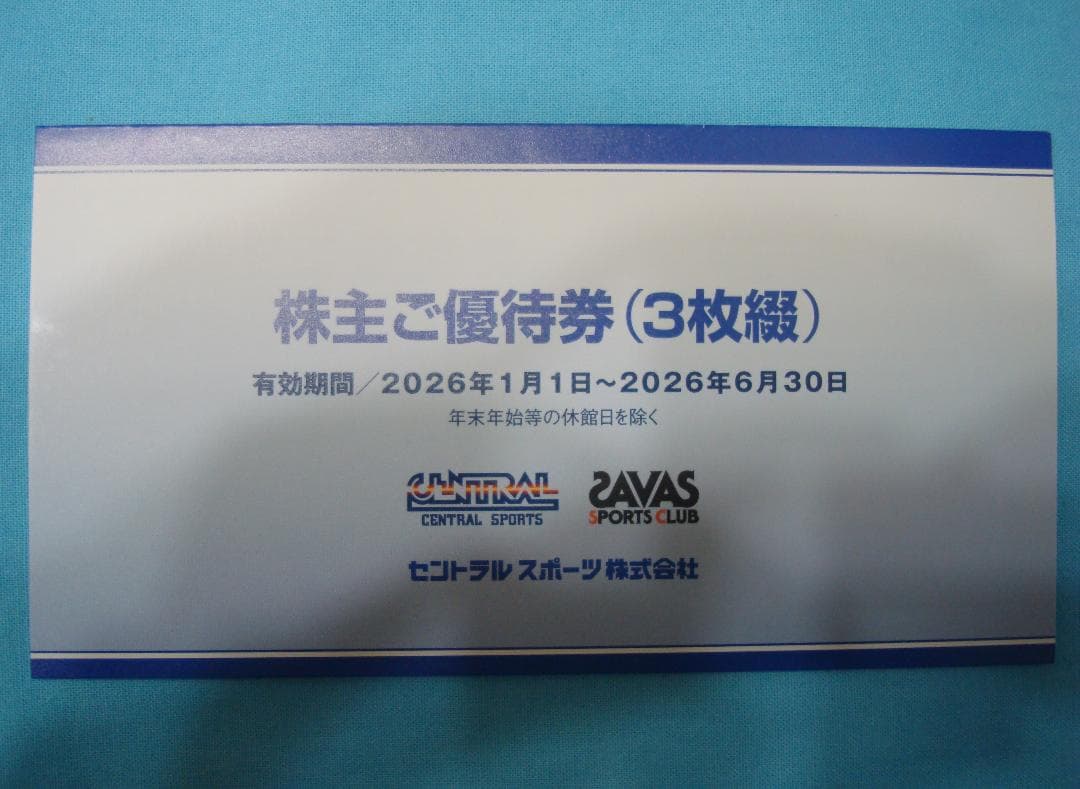 株主ご優待券（3枚綴）
有効期間／2026年1月1日～2026年6月30日
年末年始等の休館日を除く
CENTRAL
CENTRAL SPORTS
SAVAS
SPORTS CLUB
セントラルスポーツ株式会社